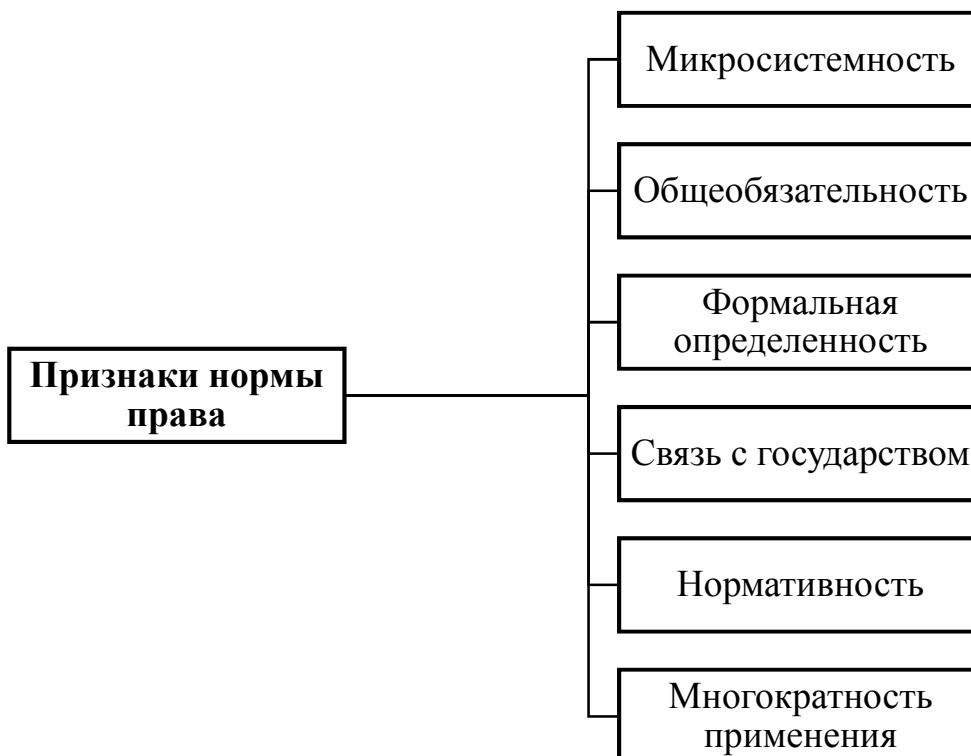 Признаки нормы
права
Микросистемность
Общеобязательность
Формальная
определенность
Связь с государством
Нормативность
Многократность
применения